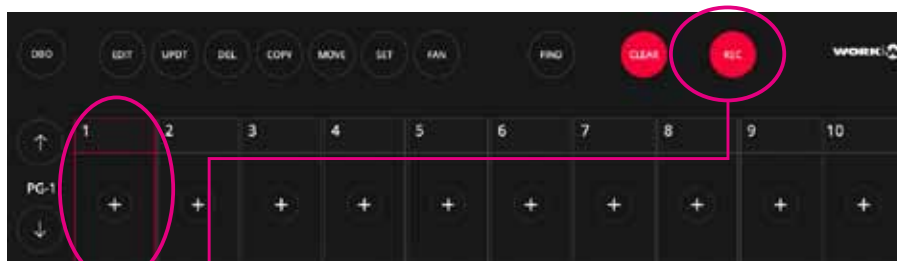 DBO EDIT UPDT DEL COPY MOVE SET FAN FIND CLEAR REC WORK
1 2 3 4 5 6 7 8 9 10
PG-1